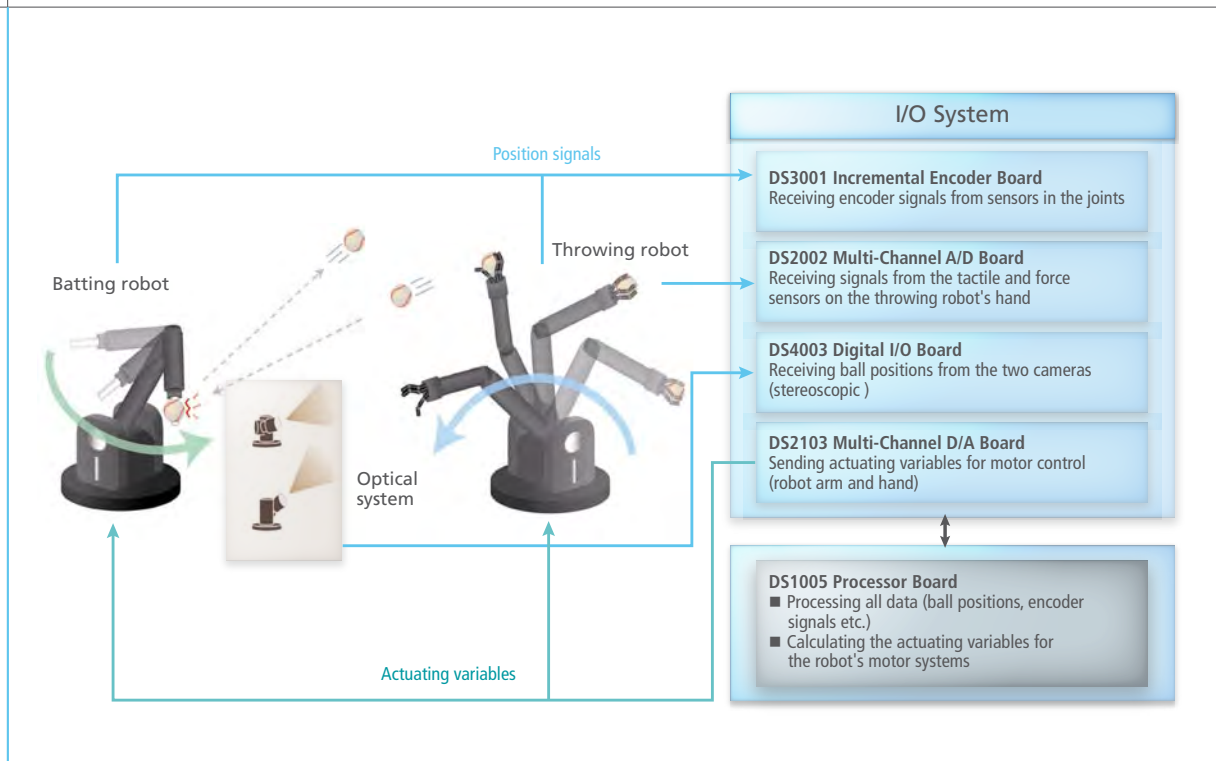 I/O System
Position signals
DS3001 Incremental Encoder Board
Receiving encoder signals from sensors in the joints
Throwing robot
Batting robot
DS2002 Multi-Channel A/D Board
Receiving signals from the tactile and force
sensors on the throwing robot's hand
DS4003 Digital I/O Board
Receiving ball positions from the two cameras
(stereoscopic )
DS2103 Multi-Channel D/A Board
Sending actuating variables for motor control
(robot arm and hand)
Optical
system
DS1005 Processor Board
■ Processing all data (ball positions, encoder
signals etc.)
■ Calculating the actuating variables for
the robot's motor systems
Actuating variables